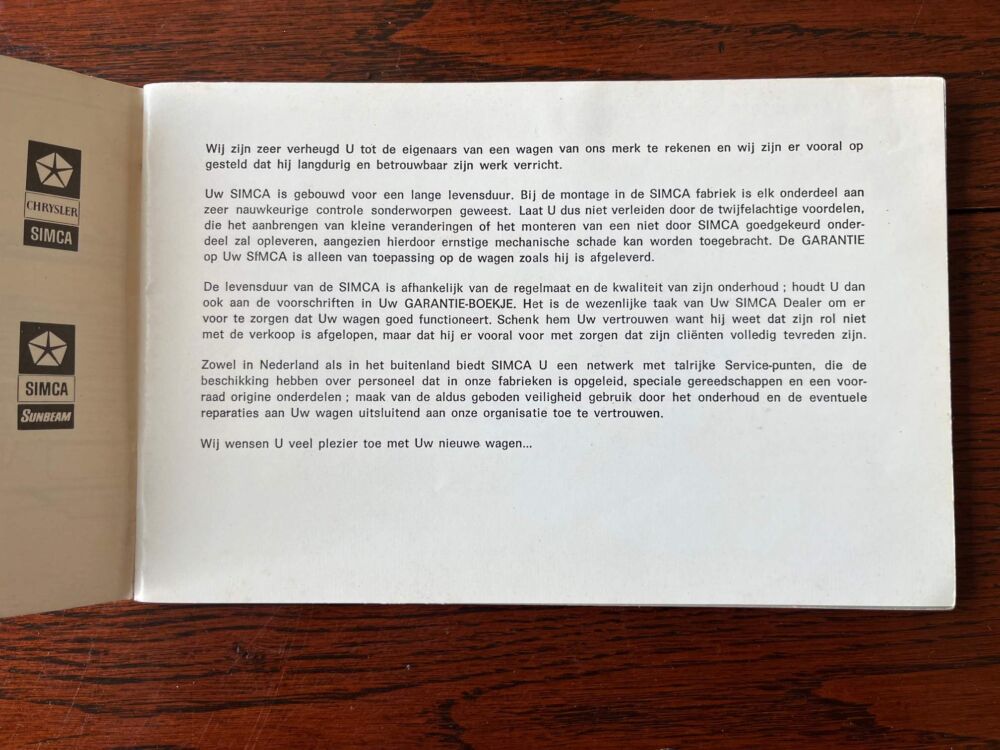 CHRYSLER
SIMCA
SIMCA
SUNBEAM
Wij zijn zeer verheugd U tot de eigenaars van een wagen van ons merk te rekenen en wij zijn er vooral op
gesteld dat hij langdurig en betrouwbaar zijn werk verricht.
Uw SIMCA is gebouwd voor een lange levensduur. Bij de montage in de SIMCA fabriek is elk onderdeel aan
zeer nauwkeurige controle sonderworpen geweest. Laat U dus niet verleiden door de twijfelachtige voordelen,
die het aanbrengen van kleine veranderingen of het monteren van een niet door SIMCA goedgekeurd onder-
deel zal opleveren, aangezien hierdoor ernstige mechanische schade kan worden toegebracht. De GARANTIE
op Uw SIMCA is alleen van toepassing op de wagen zoals hij is afgeleverd.
De levensduur van de SIMCA is afhankelijk van de regelmaat en de kwaliteit van zijn onderhoud ; houdt U dan
ook aan de voorschriften in Uw GARANTIE-BOEKJE. Het is de wezenlijke taak van Uw SIMCA Dealer om er
voor te zorgen dat Uw wagen goed functioneert. Schenk hem Uw vertrouwen want hij weet dat zijn rol niet
met de verkoop is afgelopen, maar dat hij er vooral voor met zorgen dat zijn cliënten volledig tevreden zijn.
Zowel in Nederland als in het buitenland biedt SIMCA U een netwerk met talrijke Service-punten, die de
beschikking hebben over personeel dat in onze fabrieken is opgeleid, speciale gereedschappen en een voor-
raad origine onderdelen ; maak van de aldus geboden veiligheid gebruik door het onderhoud en de eventuele
reparaties aan Uw wagen uitsluitend aan onze organisatie toe te vertrouwen.
Wij wensen U veel plezier toe met Uw nieuwe wagen...